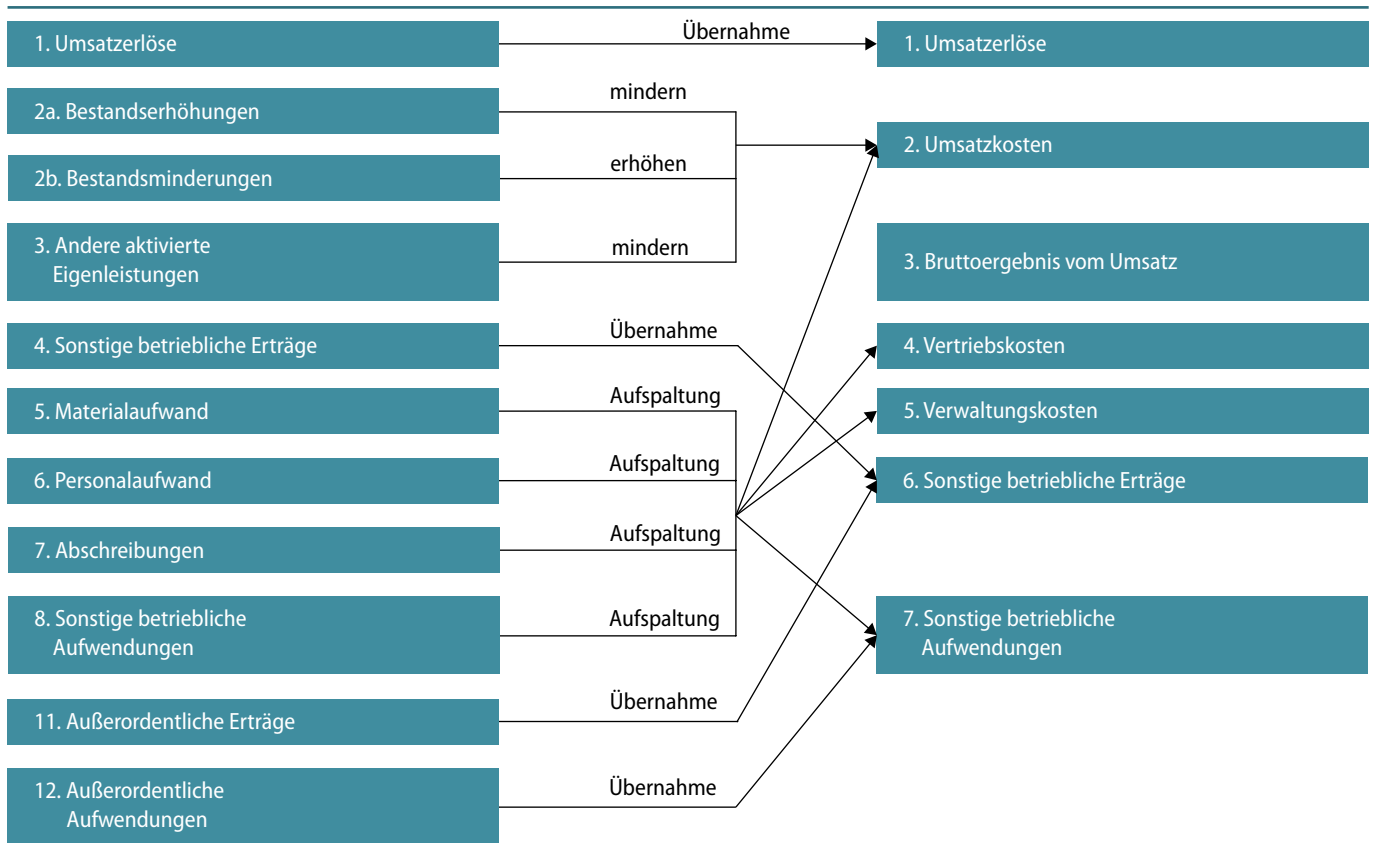 1. Umsatzerlöse
Übernahme
1. Umsatzerlöse
2a. Bestandserhöhungen
mindern
2. Umsatzkosten
2b. Bestandsminderungen
erhöhen
3. Andere aktivierte
Eigenleistungen
mindern
3. Bruttoergebnis vom Umsatz
4. Sonstige betriebliche Erträge
Übernahme
4. Vertriebskosten
5. Materialaufwand
Aufspaltung
5. Verwaltungskosten
6. Personalaufwand
Aufspaltung
6. Sonstige betriebliche Erträge
7. Abschreibungen
Aufspaltung
8. Sonstige betriebliche
Aufwendungen
Aufspaltung
7. Sonstige betriebliche
Aufwendungen
11. Außerordentliche Erträge
Übernahme
12. Außerordentliche
Aufwendungen
Übernahme